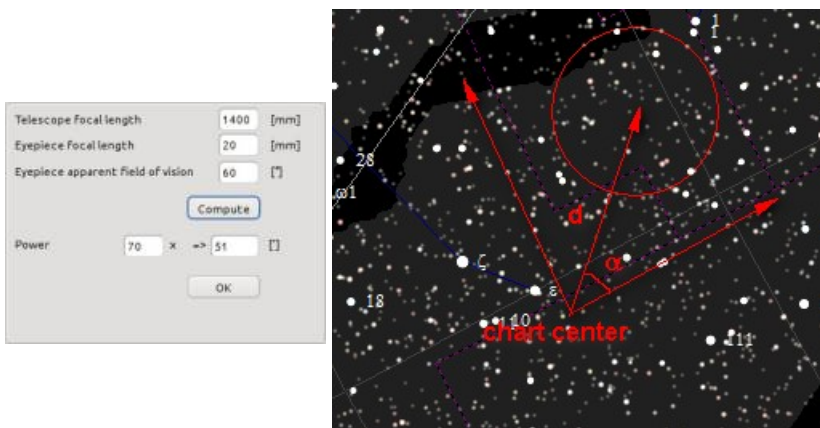 Telescope focal length 1400 [mm]
Eyepiece focal length 20 [mm]
Eyepiece apparent field of vision 60 [°]
Compute
Power 70 x => 51 [']
OK
1
1
28
ω1
d
ζ
α
ε
18
10
chart center
111